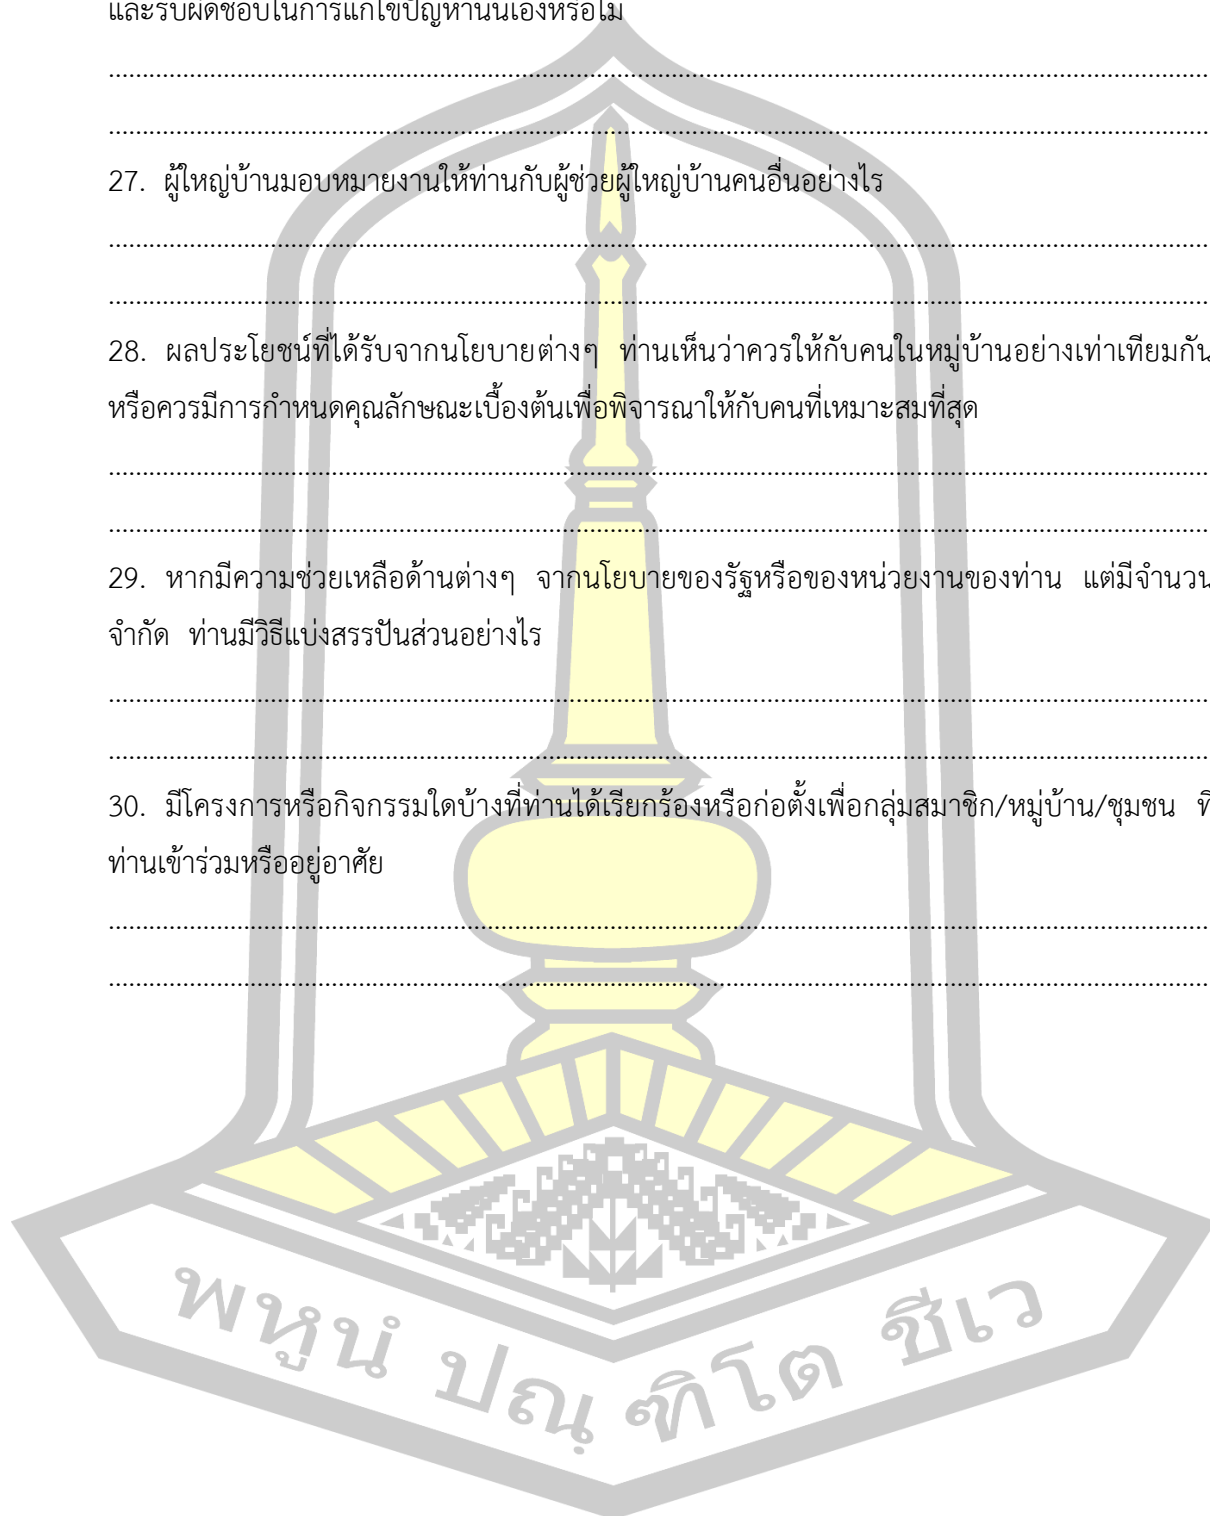 และรับผิดชอบในการแก้ไขปัญหานั้นเองหรือไม่
................................................................................................................................................................
................................................................................................................................................................
27. ผู้ใหญ่บ้านมอบหมายงานให้ท่านกับผู้ช่วยผู้ใหญ่บ้านคนอื่นอย่างไร
................................................................................................................................................................
................................................................................................................................................................
28. ผลประโยชน์ที่ได้รับจากนโยบายต่างๆ ท่านเห็นว่าควรให้กับคนในหมู่บ้านอย่างเท่าเทียมกัน
หรือควรมีการกำหนดคุณลักษณะเบื้องต้นเพื่อพิจารณาให้กับคนที่เหมาะสมที่สุด
................................................................................................................................................................
................................................................................................................................................................
29. หากมีความช่วยเหลือด้านต่างๆ จากนโยบายของรัฐหรือของหน่วยงานของท่าน แต่มีจำนวน
จำกัด ท่านมีวิธีแบ่งสรรปันส่วนอย่างไร
................................................................................................................................................................
................................................................................................................................................................
30. มีโครงการหรือกิจกรรมใดบ้างที่ท่านได้เรียกร้องหรือก่อตั้งเพื่อกลุ่มสมาชิก/หมู่บ้าน/ชุมชน ที่
ท่านเข้าร่วมหรืออยู่อาศัย
................................................................................................................................................................
................................................................................................................................................................
พหูนํ ปณฺฑิโต ชีเว